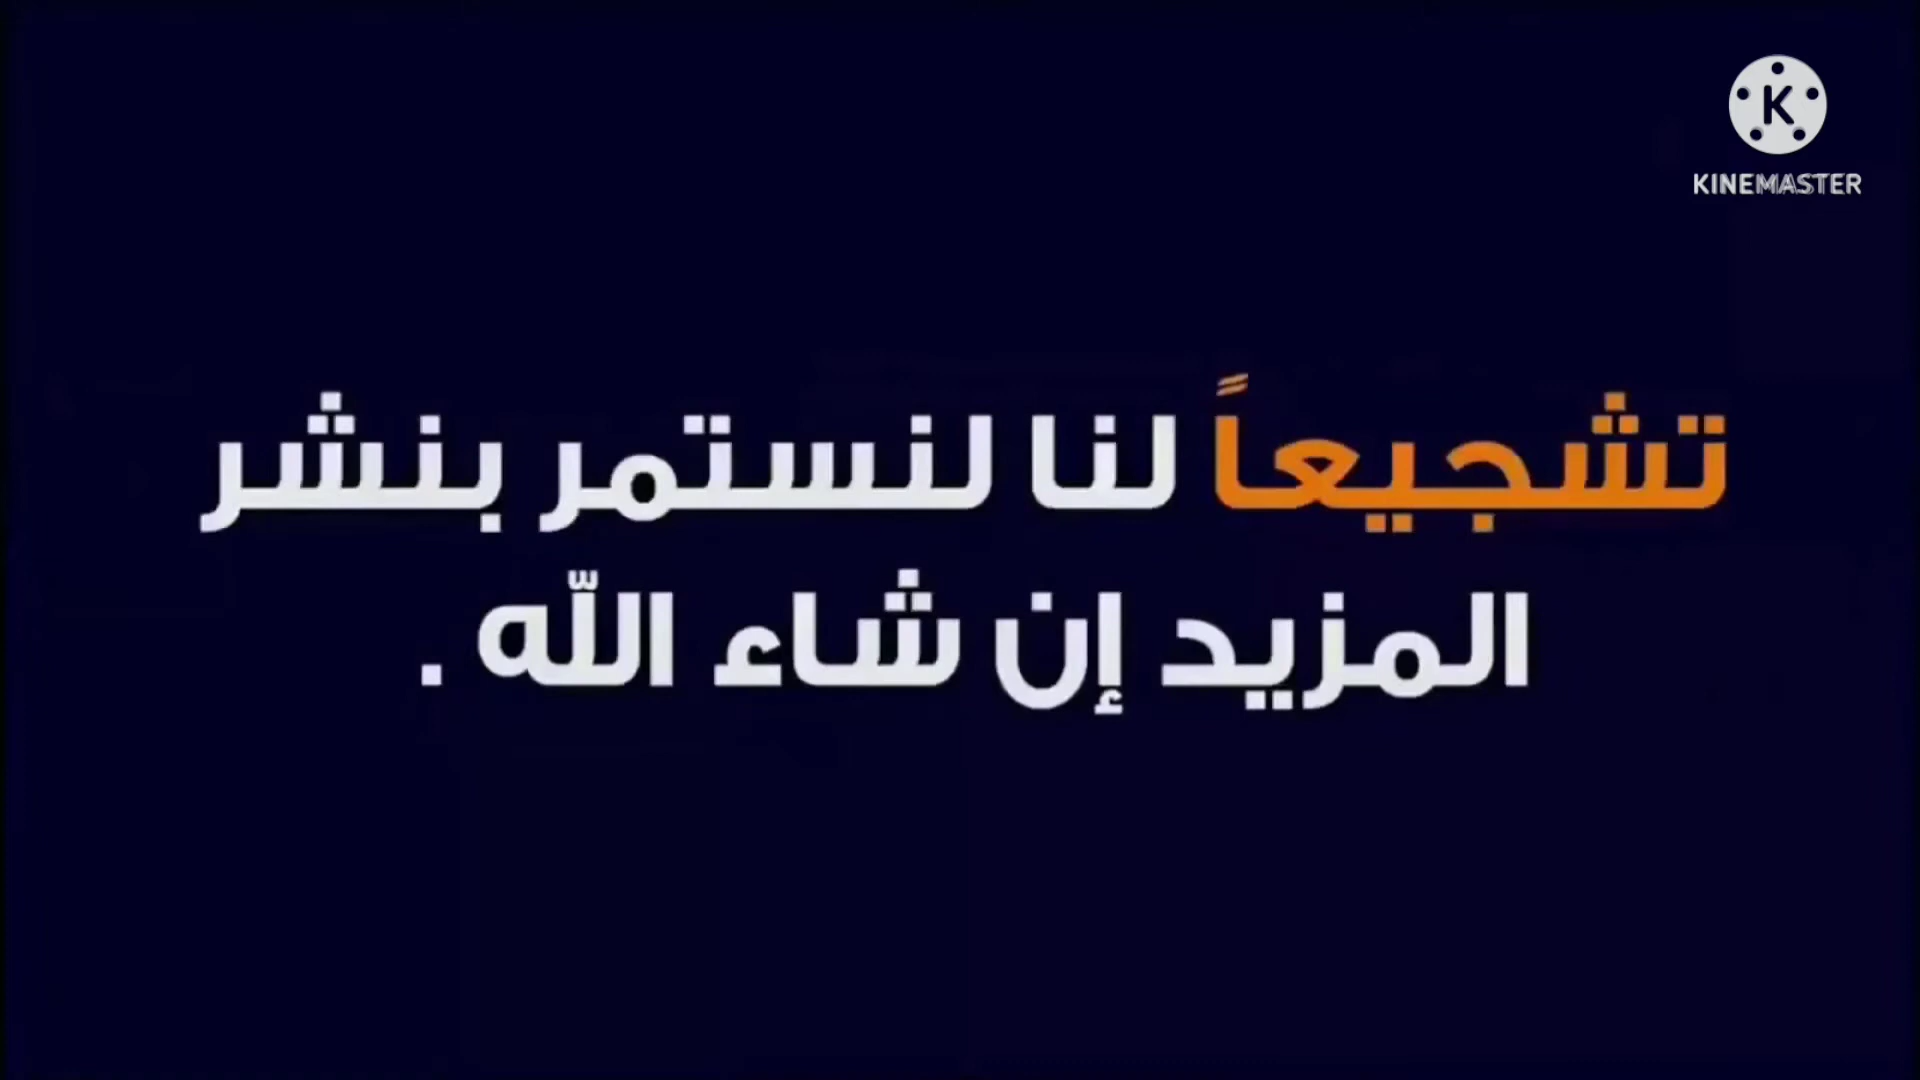 KINEMASTER
تشجيعاً لنا لنستمر بنشر
المزيد إن شاء اللّه .